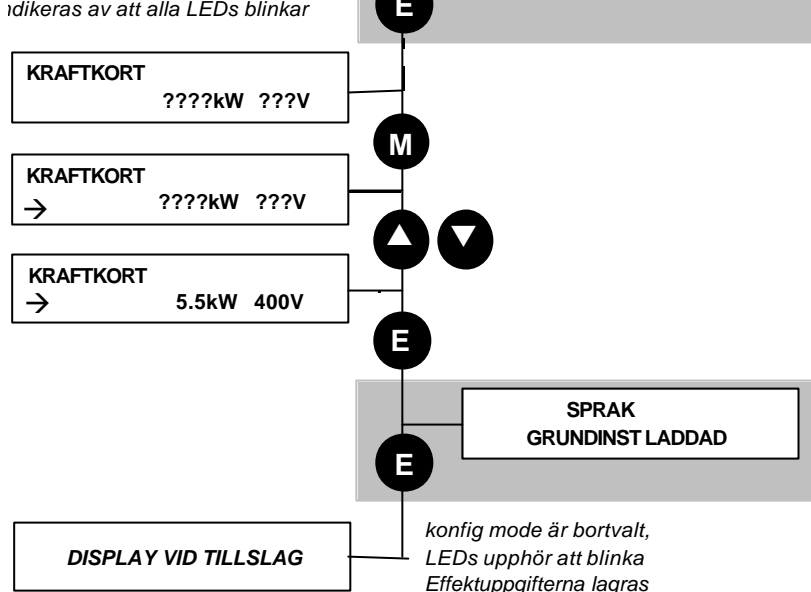 ndikeras av att alla LEDs blinkar
E
KRAFTKORT
????kW ???V
M
KRAFTKORT
→ ????kW ???V
KRAFTKORT
→ 5.5kW 400V
E
SPRAK
GRUNDINST LADDAD
E
DISPLAY VID TILLSLAG
konfig mode är bortvalt,
LEDs upphör att blinka
Effektuppgifterna lagras